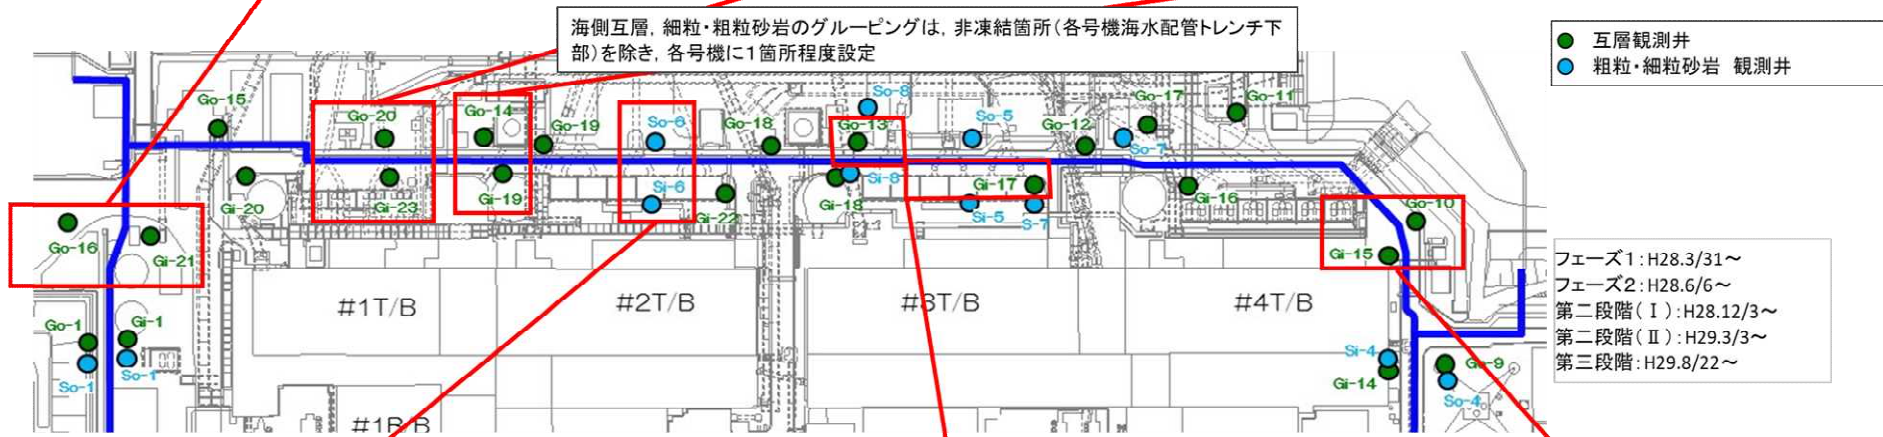 海側互層，細粒・粗粒砂岩のグルーピングは，非凍結箇所（各号機海水配管トレンチ下
部）を除き，各号機に1箇所程度設定
互層観測井
粗粒・細粒砂岩 観測井
Go-15
Go-20
Go-14
Go-19
So-6
Go-18
So-8
Go-13
So-5
Go-12
Go-17
So-7
Go-11
Gi-20
Gi-23
Gi-19
Si-6
Gi-22
Gi-18
Si-8
Gi-17
Si-5
S-7
Gi-16
Go-10
Gi-15
Go-16
Gi-21
フェーズ1：H28.3/31～
フェーズ2：H28.6/6～
第二段階（Ⅰ）：H28.12/3～
第二段階（Ⅱ）：H29.3/3～
第三段階：H29.8/22～
#1T/B
#2T/B
#3T/B
#4T/B
Go-1
Gi-1
So-1
So-1
Si-4
Gi-14
Go-9
So-4
#1R/B